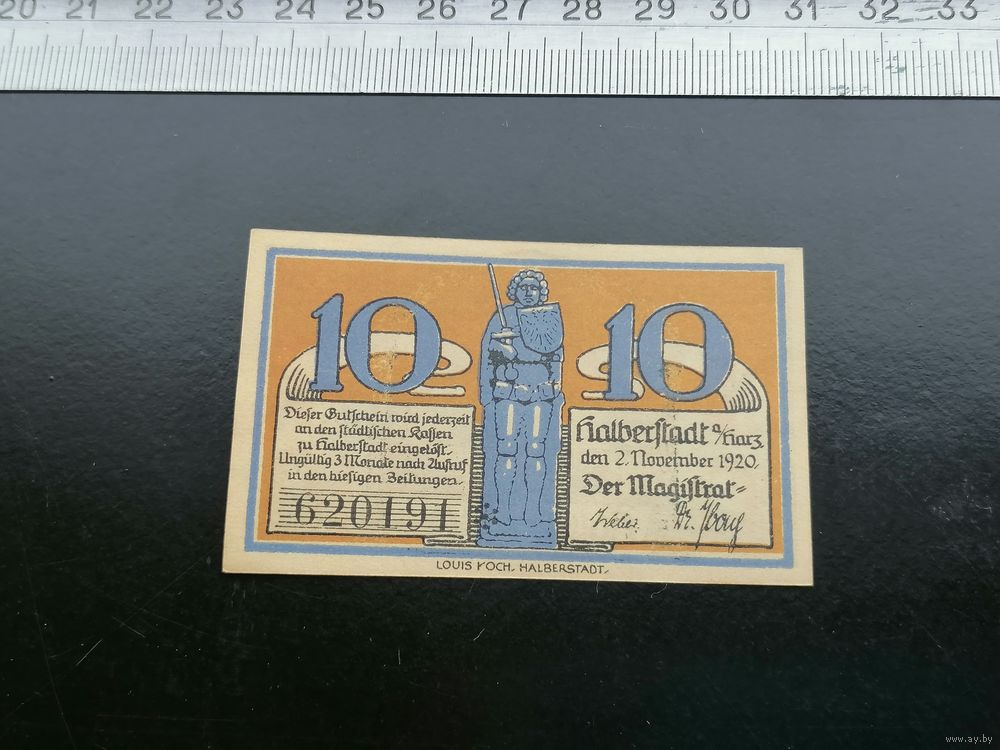 20 21 22 23 24 25 26 27 28 29 30 31 32 33
10 10
Dieser Gutschein wird jederzeit
an den städtischen Kassen
zu Halberstadt eingelöst.
Ungültig 3 Monate nach Aufruf
in den hiesigen Zeitungen.
620191
Halberstadt a/Harz
den 2. November 1920.
Der Magistrat=
Weber.
LOUIS KOCH, HALBERSTADT.
www.ay.by